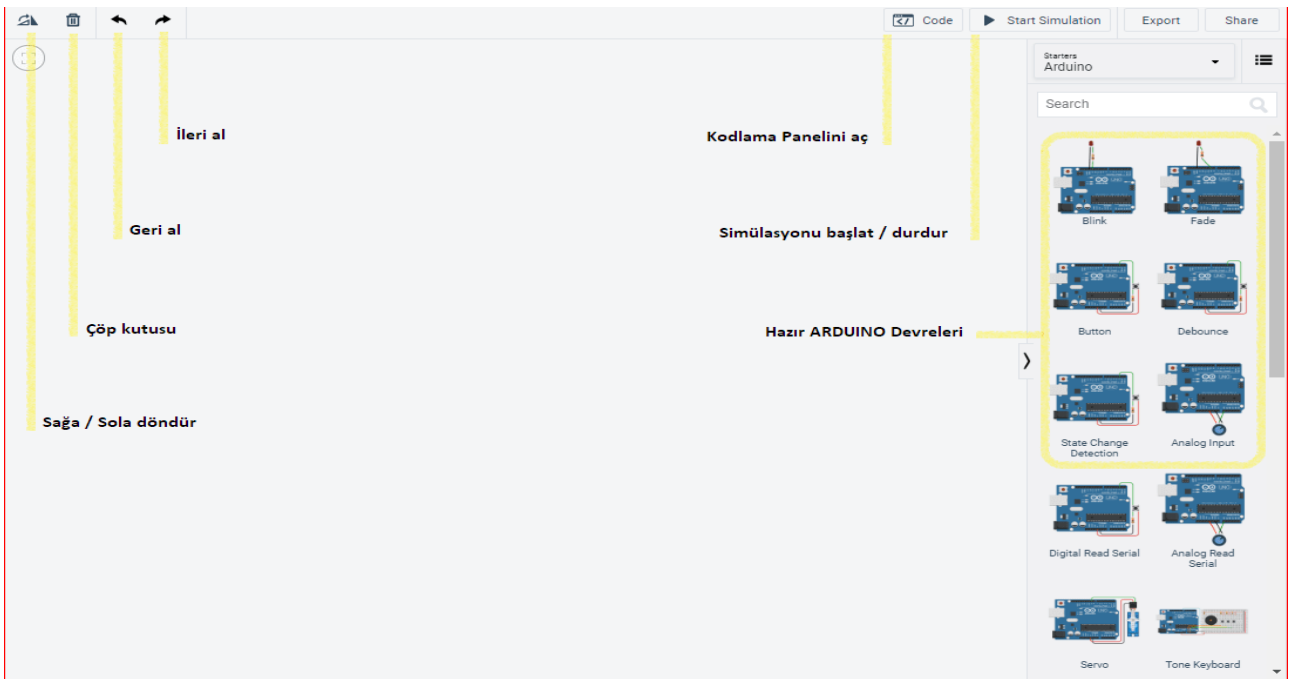 Code
Start Simulation
Export
Share
Starters
Arduino
Search
İleri al
Kodlama Panelini aç
Blink
Fade
Geri al
Simülasyonu başlat / durdur
Çöp kutusu
Hazır ARDUINO Devreleri
Button
Debounce
Sağa / Sola döndür
State Change
Detection
Analog Input
Digital Read Serial
Analog Read
Serial
Servo
Tone Keyboard